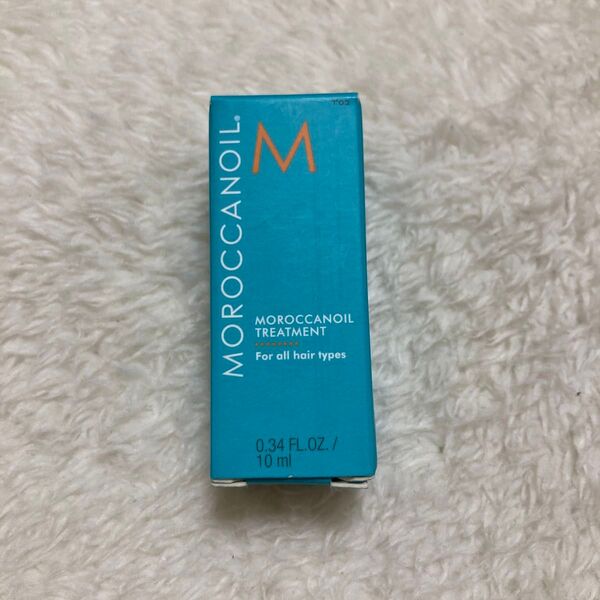 MOROCCANOIL®
M
MOROCCANOIL
TREATMENT
For all hair types
0.34 FL.OZ. /
10 ml